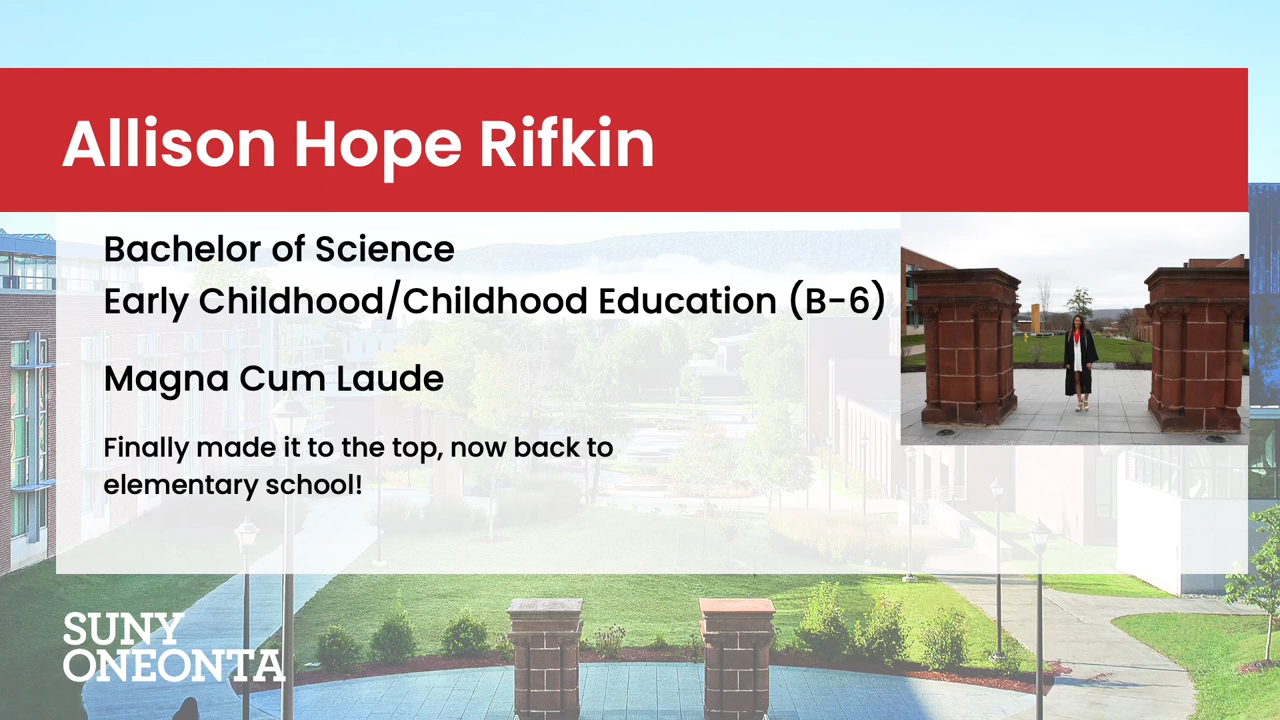 Allison Hope Rifkin
Bachelor of Science
Early Childhood/Childhood Education (B-6)
Magna Cum Laude
Finally made it to the top, now back to
elementary school!
SUNY
ONEONTA